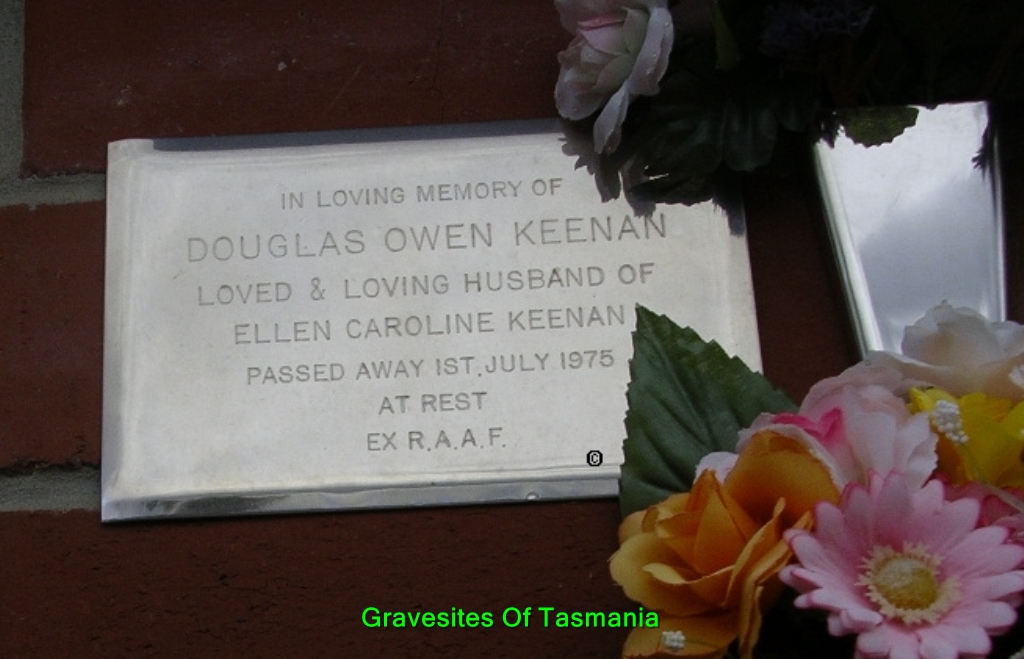 IN LOVING MEMORY OF
DOUGLAS OWEN KEENAN
LOVED & LOVING HUSBAND OF
ELLEN CAROLINE KEENAN
PASSED AWAY 1ST. JULY 1975
AT REST
EX R.A.A.F.
©
Gravesites Of Tasmania